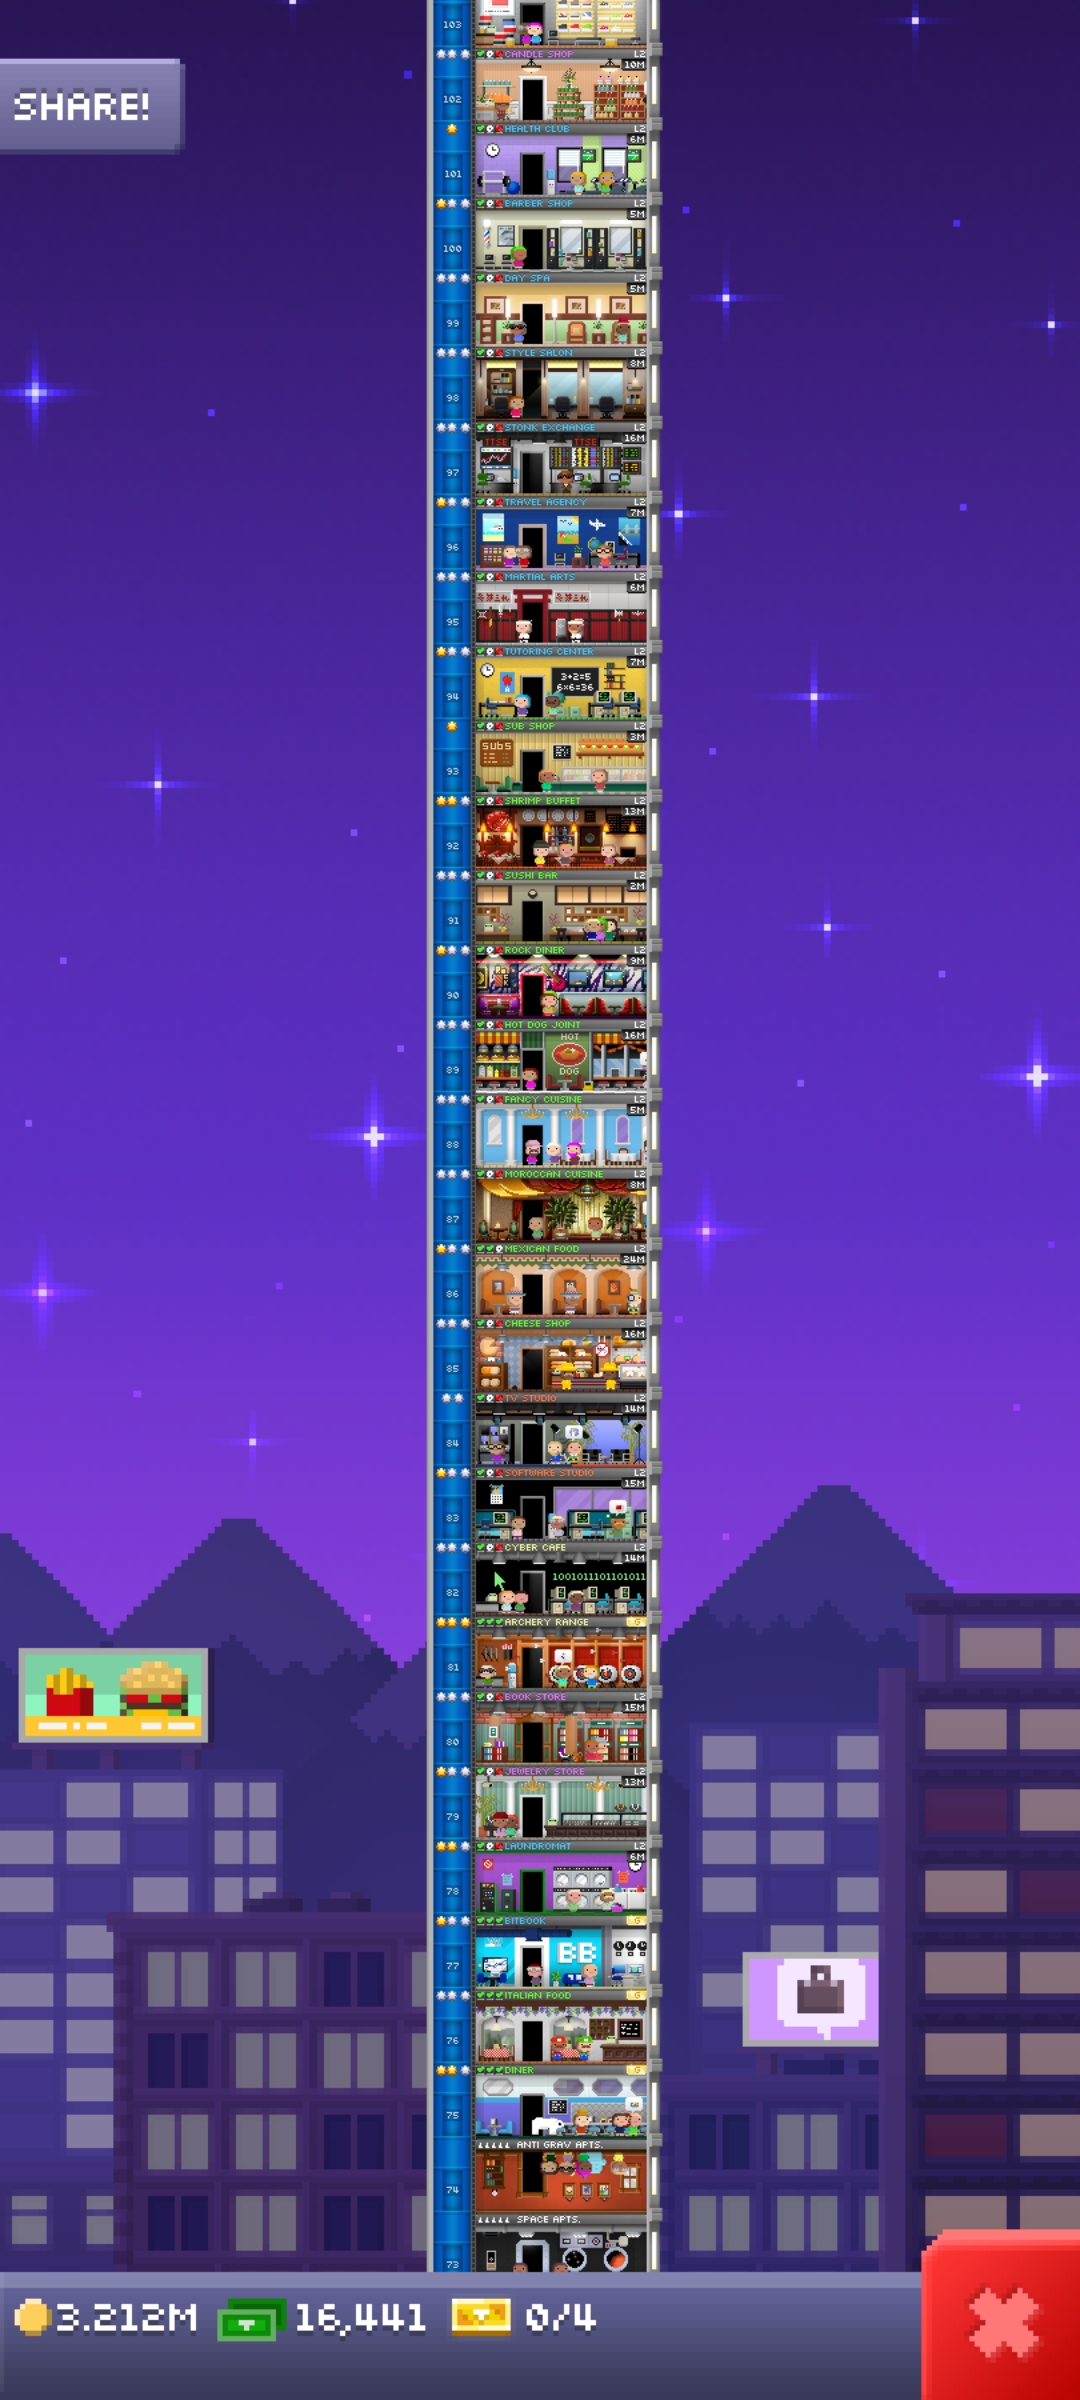 103
SHARE!
CANDLE SHOP L2
10M
102
HEALTH CLUB L2
6M
101
BARBER SHOP L2
5M
100
DAY SPA L2
5M
99
STYLE SALON L2
8M
98
STONK EXCHANGE L2
16M
TTSE TTSE
97
TRAVEL AGENCY L2
7M
96
MARTIAL ARTS L2
6M
95
TUTORING CENTER L2
7M
3+2=5
6×6=36
94
SUB SHOP L2
3M
SUBS
93
SHRIMP BUFFET L2
13M
92
SUSHI BAR L2
2M
91
ROCK DINER L2
9M
90
HOT DOG JOINT L2
16M
HOT
DOG
89
FANCY CUISINE L2
5M
88
MOROCCAN CUISINE L2
8M
87
MEXICAN FOOD L2
24M
86
CHEESE SHOP L2
16M
85
TV STUDIO L2
14M
84
SOFTWARE STUDIO L2
15M
83
CYBER CAFE L2
14M
1001011101101011
82
ARCHERY RANGE G
81
BOOK STORE L2
15M
80
JEWELRY STORE L2
13M
79
LAUNDROMAT L2
6M
78
BITBOOK G
BB
77
ITALIAN FOOD G
76
DINER G
75
ANTI GRAV APTS.
74
SPACE APTS.
73
3.212M 16,441 0/4